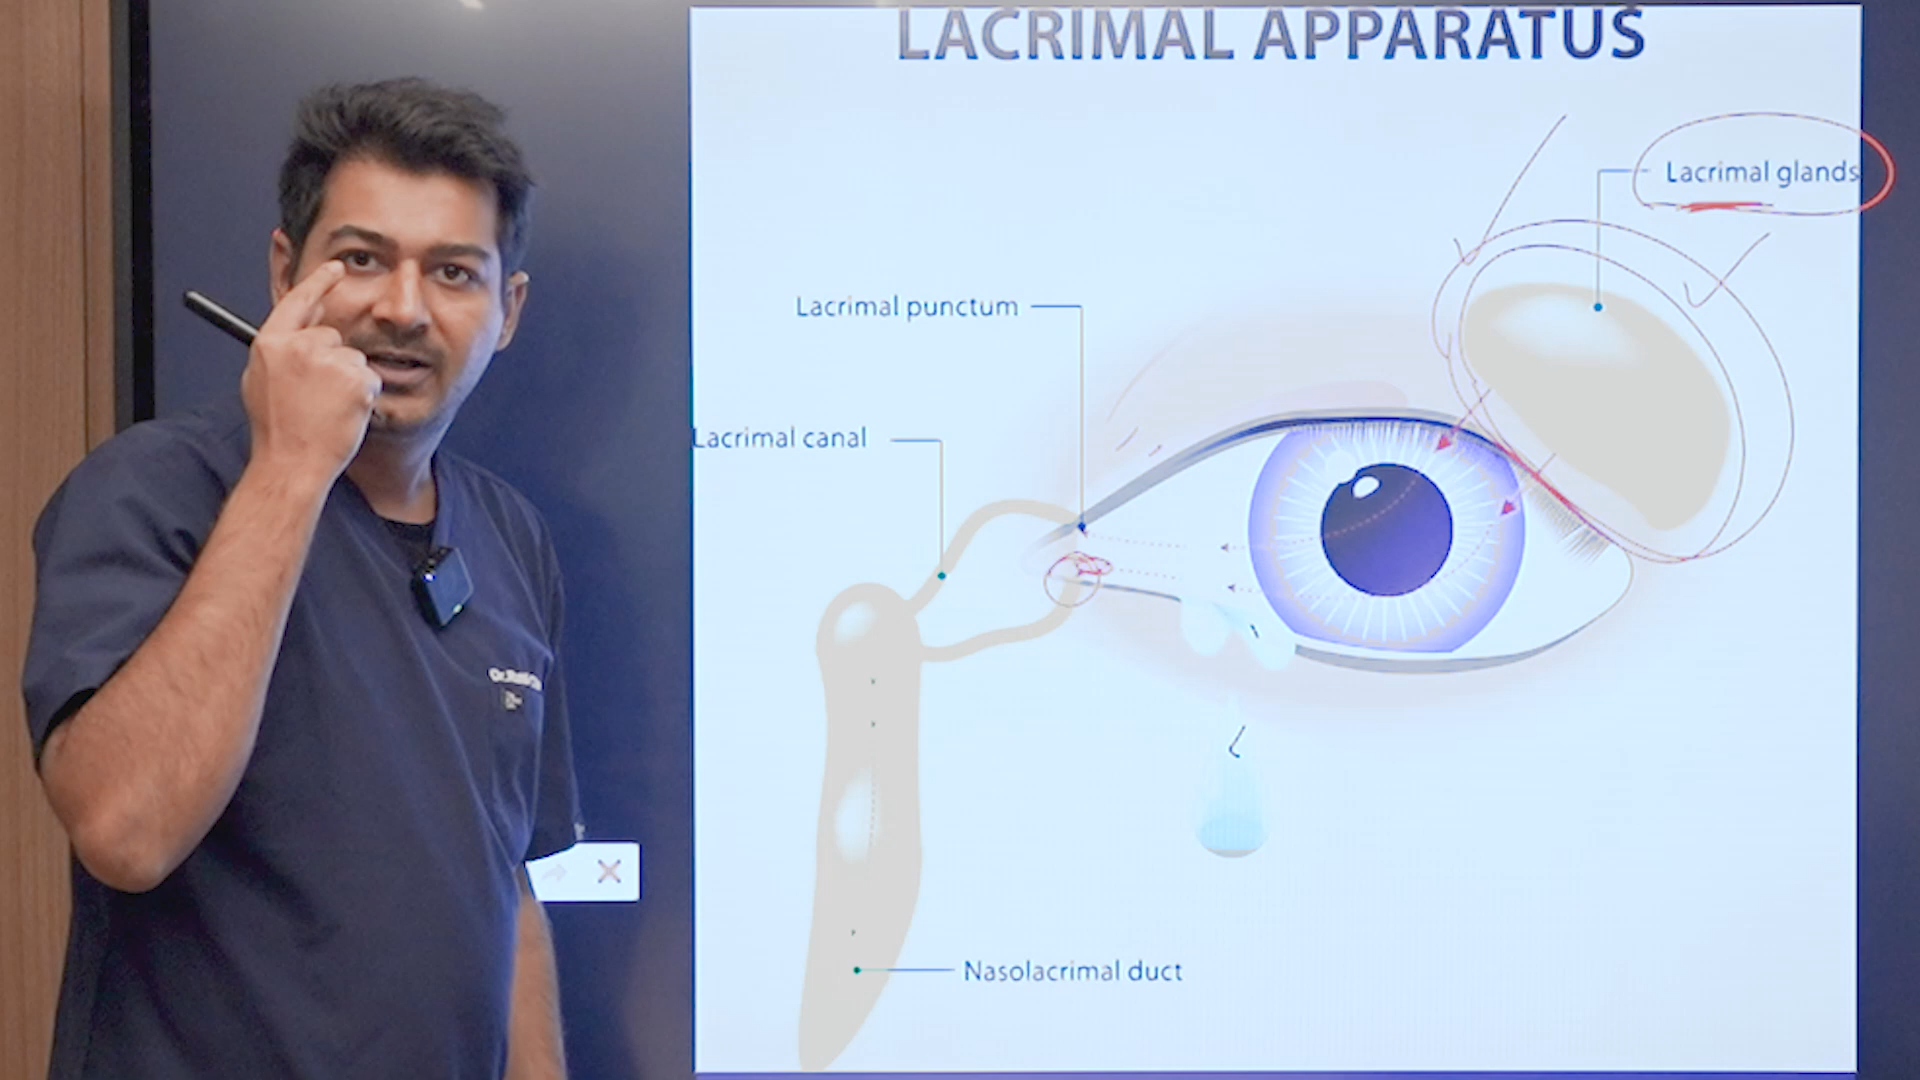 LACRIMAL APPARATUS
Lacrimal glands
Lacrimal punctum
Lacrimal canal
Nasolacrimal duct